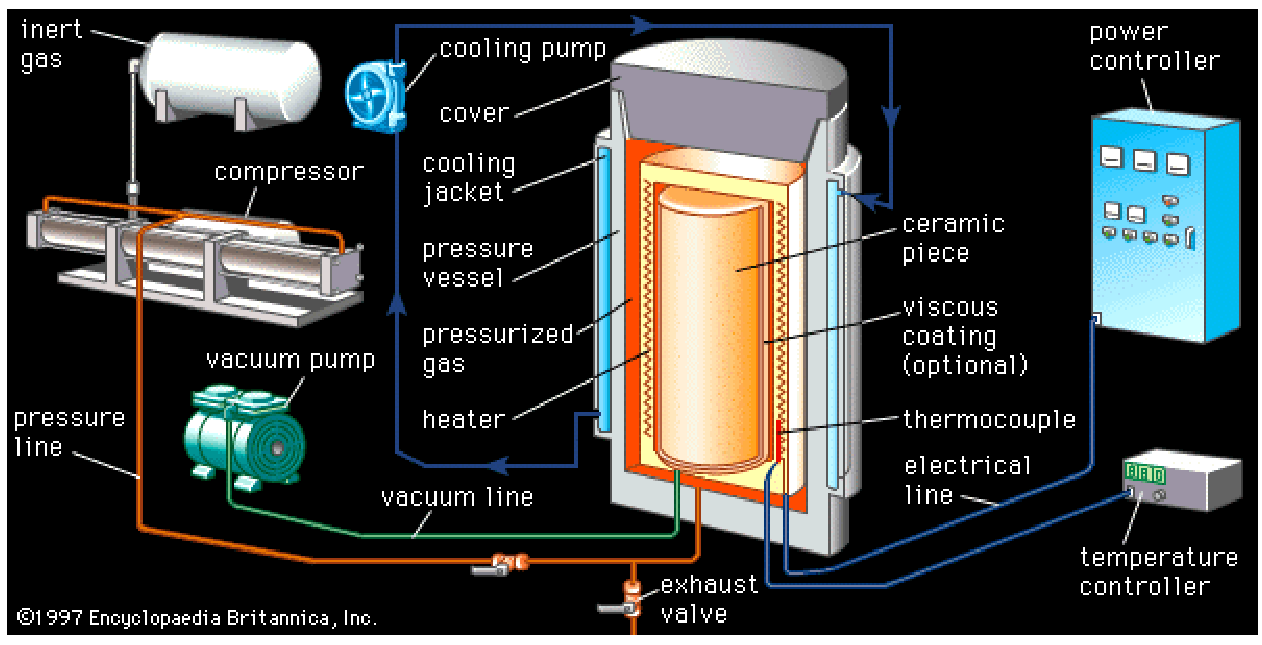 inert
gas
cooling pump
cover
power
controller
compressor
cooling
jacket
pressure
vessel
ceramic
piece
pressurized
gas
viscous
coating
(optional)
vacuum pump
heater
thermocouple
pressure
line
electrical
line
vacuum line
temperature
controller
exhaust
valve
©1997 Encyclopaedia Britannica, Inc.